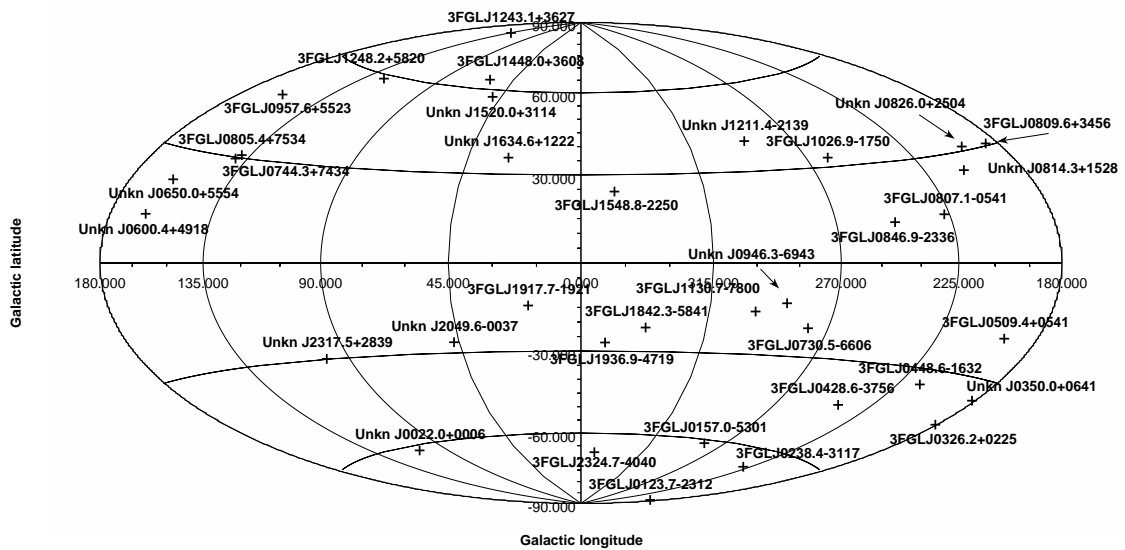 3FGLJ1243.1+3627
90.000
3FGLJ1248.2+5820
3FGLJ1448.0+3608
60.000
3FGLJ0957.6+5523
Unkn J1520.0+3114
Unkn J0826.0+2504
3FGLJ0809.6+3456
Unkn J1211.4-2139
3FGLJ0805.4+7534
Unkn J1634.6+1222
3FGLJ1026.9-1750
3FGLJ0744.3+7434
Unkn J0814.3+1528
30.000
Unkn J0650.0+5554
3FGLJ1548.8-2250
3FGLJ0807.1-0541
Unkn J0600.4+4918
3FGLJ0846.9-2336
Unkn J0946.3-6943
Galactic latitude
180.000
135.000
90.000
45.000
0.000
315.000
270.000
225.000
180.000
3FGLJ1917.7-1921
3FGLJ1130.7-7800
3FGLJ1842.3-5841
3FGLJ0509.4+0541
Unkn J2049.6-0037
Unkn J2317.5+2839
3FGLJ0730.5-6606
-30.000
3FGLJ1936.9-4719
3FGLJ0448.6-1632
3FGLJ0428.6-3756
Unkn J0350.0+0641
Unkn J0022.0+0006
-60.000
3FGLJ0157.0-5301
3FGLJ0326.2+0225
3FGLJ2324.7-4040
3FGLJ0238.4-3117
3FGLJ0123.7-2312
-90.000
Galactic longitude